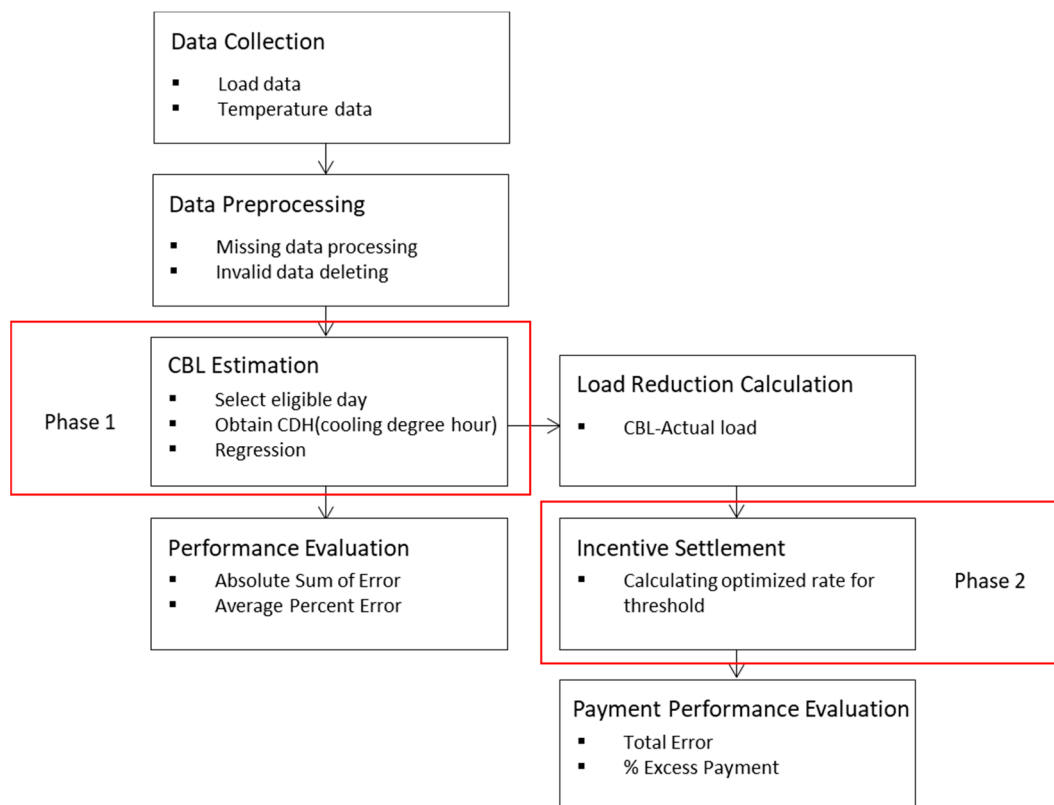 Data Collection
▪ Load data
▪ Temperature data
Data Preprocessing
▪ Missing data processing
▪ Invalid data deleting
Phase 1
CBL Estimation
▪ Select eligible day
▪ Obtain CDH(cooling degree hour)
▪ Regression
Load Reduction Calculation
▪ CBL-Actual load
Performance Evaluation
▪ Absolute Sum of Error
▪ Average Percent Error
Incentive Settlement
▪ Calculating optimized rate for
threshold
Phase 2
Payment Performance Evaluation
▪ Total Error
▪ % Excess Payment